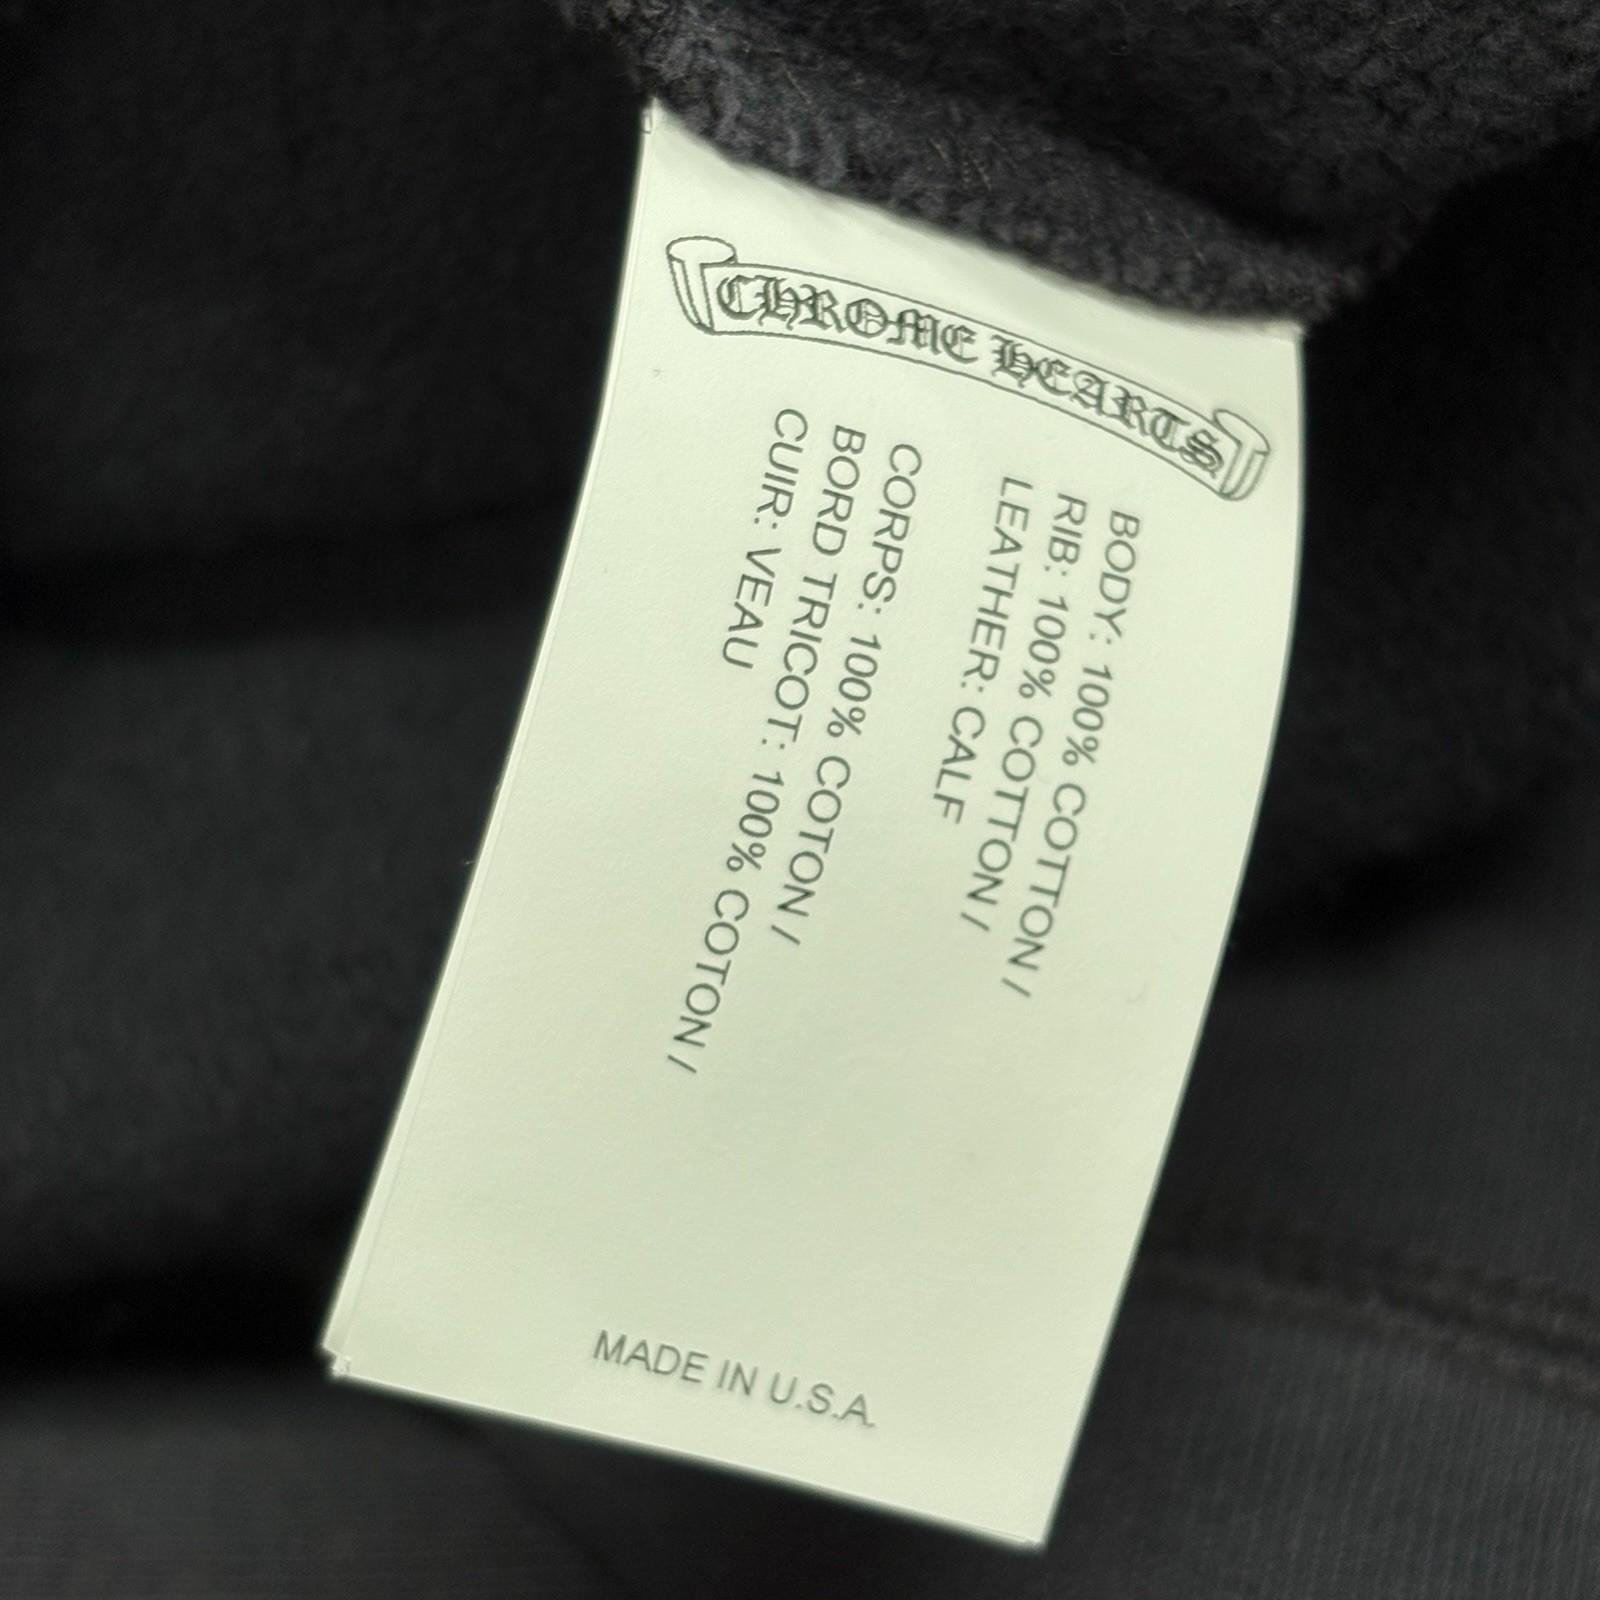 CHROME HEARTS
BODY: 100% COTTON /
RIB: 100% COTTON /
LEATHER: CALF
CORPS: 100% COTON /
BORD TRICOT: 100% COTON /
CUIR: VEAU
MADE IN U.S.A.